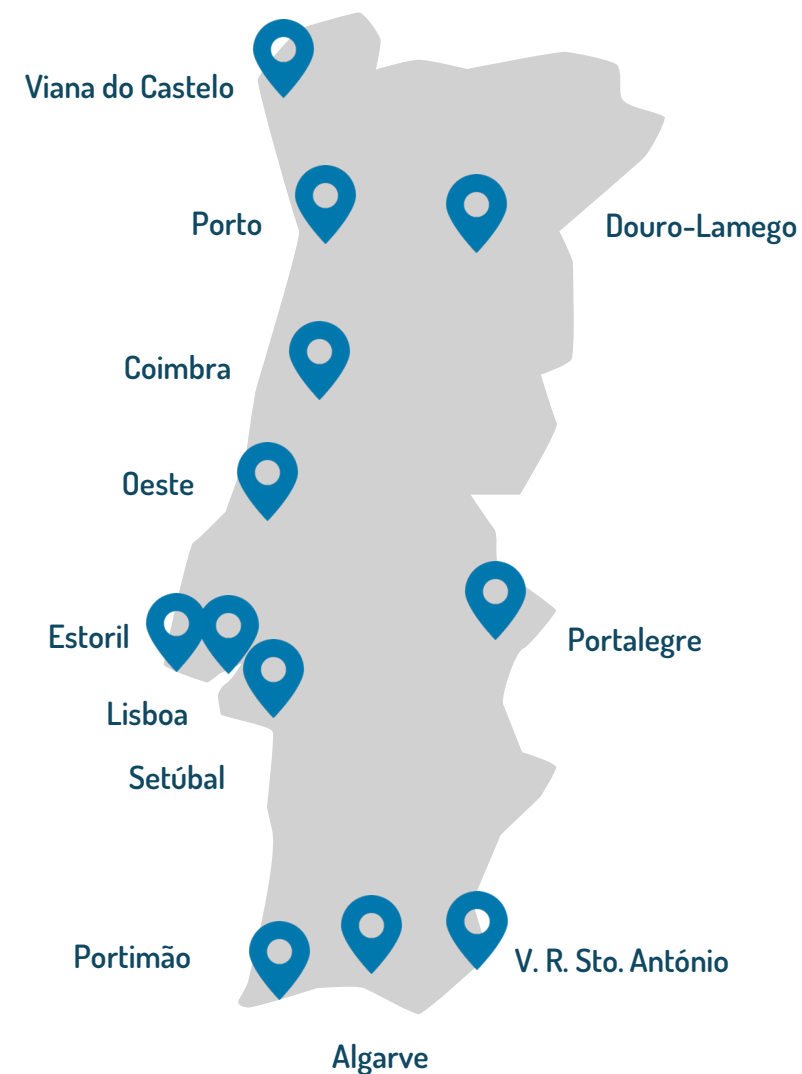 Viana do Castelo
Porto
Douro-Lamego
Coimbra
Oeste
Estoril
Portalegre
Lisboa
Setúbal
Portimão
V. R. Sto. António
Algarve